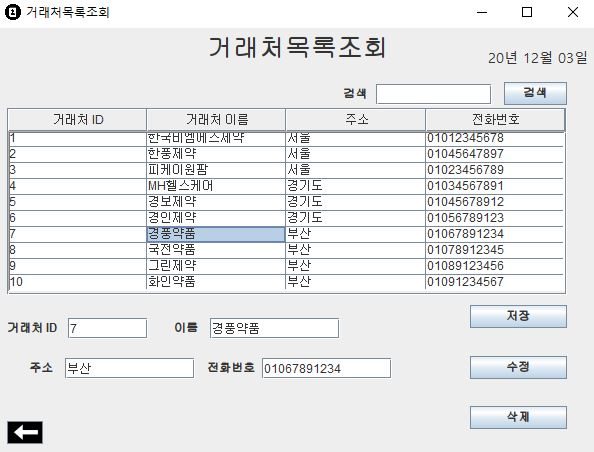 거래처목록조회
거래처목록조회
20년 12월 03일
검색 검색
거래처 ID 거래처 이름 주소 전화번호
1 한국비엠에스제약 서울 01012345678
2 한풍제약 서울 01045647897
3 피케이원팜 서울 01023456789
4 MH헬스케어 경기도 01034567891
5 경보제약 경기도 01045678912
6 경인제약 경기도 01056789123
7 경풍약품 부산 01067891234
8 국전약품 부산 01078912345
9 그린제약 부산 01089123456
10 화인약품 부산 01091234567
저장
거래처 ID 7 이름 경풍약품
주소 부산 전화번호 01067891234 수정
삭제